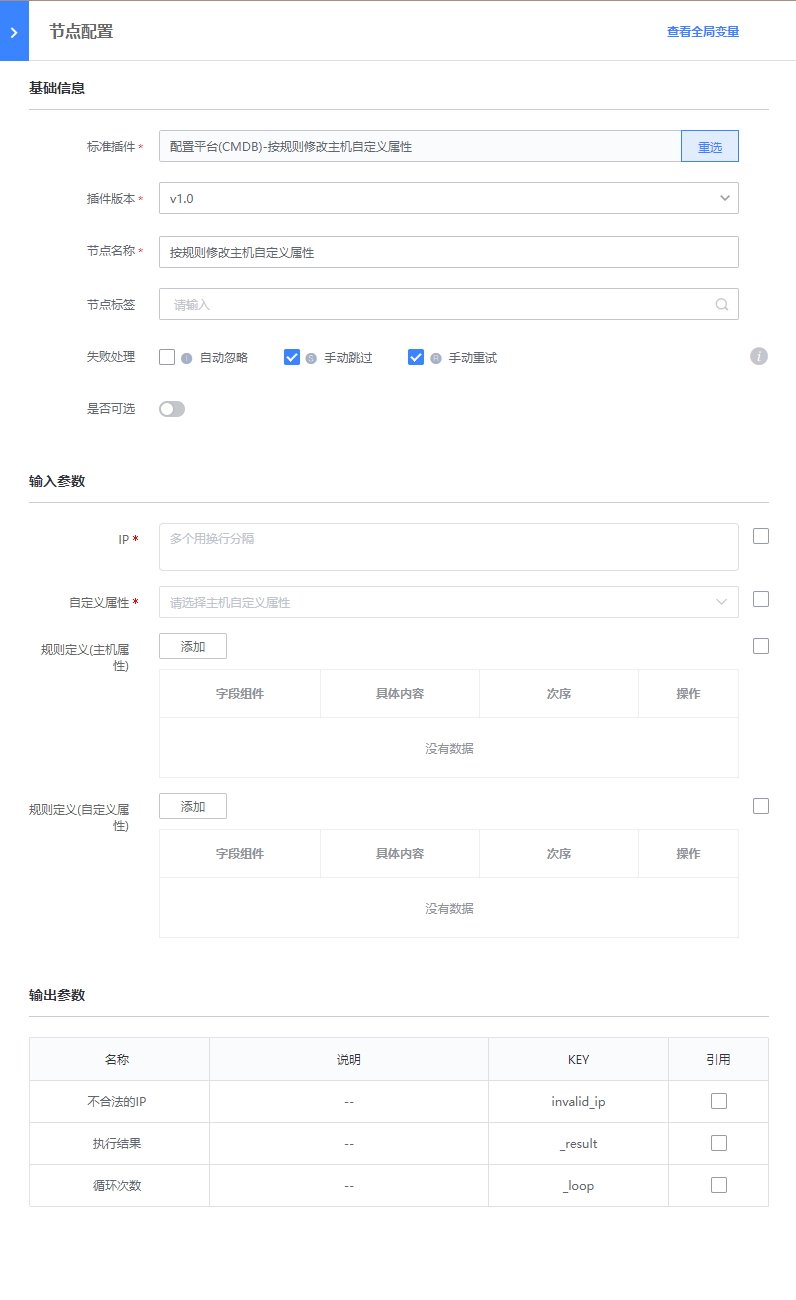 节点配置 查看全局变量
基础信息
标准插件 * 配置平台(CMDB)-按规则修改主机自定义属性 重选
插件版本 * v1.0
节点名称 * 按规则修改主机自定义属性
节点标签 请输入
失败处理 自动忽略 手动跳过 手动重试
是否可选
输入参数
IP * 多个用换行分隔
自定义属性 * 请选择主机自定义属性
规则定义(主机属 添加
性)
字段组件 具体内容 次序 操作
没有数据
规则定义(自定义属 添加
性)
字段组件 具体内容 次序 操作
没有数据
输出参数
名称 说明 KEY 引用
不合法的IP -- invalid_ip
执行结果 -- _result
循环次数 -- _loop